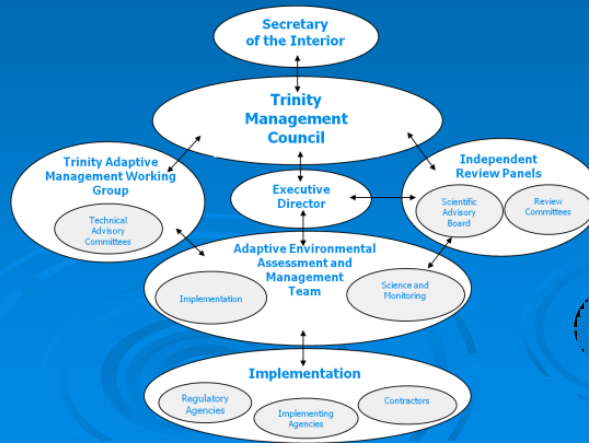 Secretary
of the Interior
Trinity
Management
Council
Trinity Adaptive
Management Working
Group
Technical
Advisory
Committees
Independent
Review Panels
Scientific
Advisory
Board
Review
Committees
Executive
Director
Adaptive Environmental
Assessment and
Management
Team
Implementation
Science and
Monitoring
Implementation
Regulatory
Agencies
Implementing
Agencies
Contractors